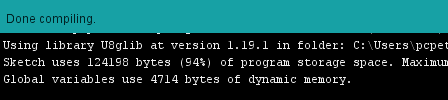 Done compiling.
Using library U8glib at version 1.19.1 in folder: C:\Users\pcpet
Sketch uses 124198 bytes (94%) of program storage space. Maximum
Global variables use 4714 bytes of dynamic memory.